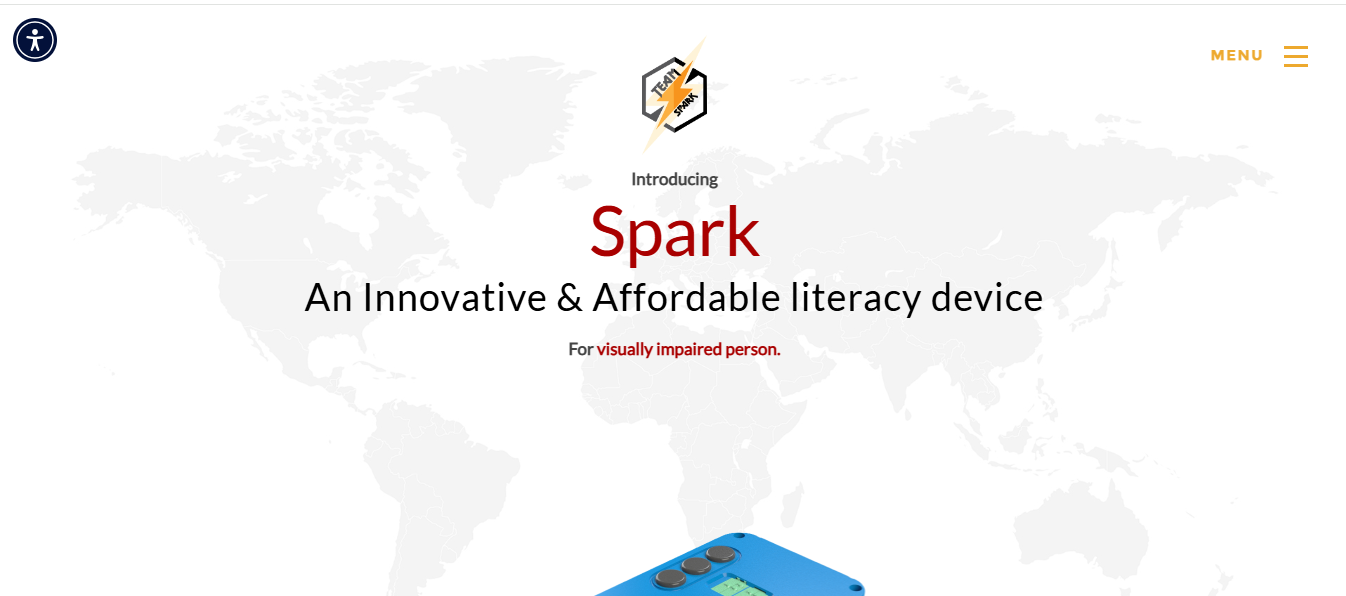 MENU
TEAM
SPARK
Introducing
Spark
An Innovative & Affordable literacy device
For visually impaired person.